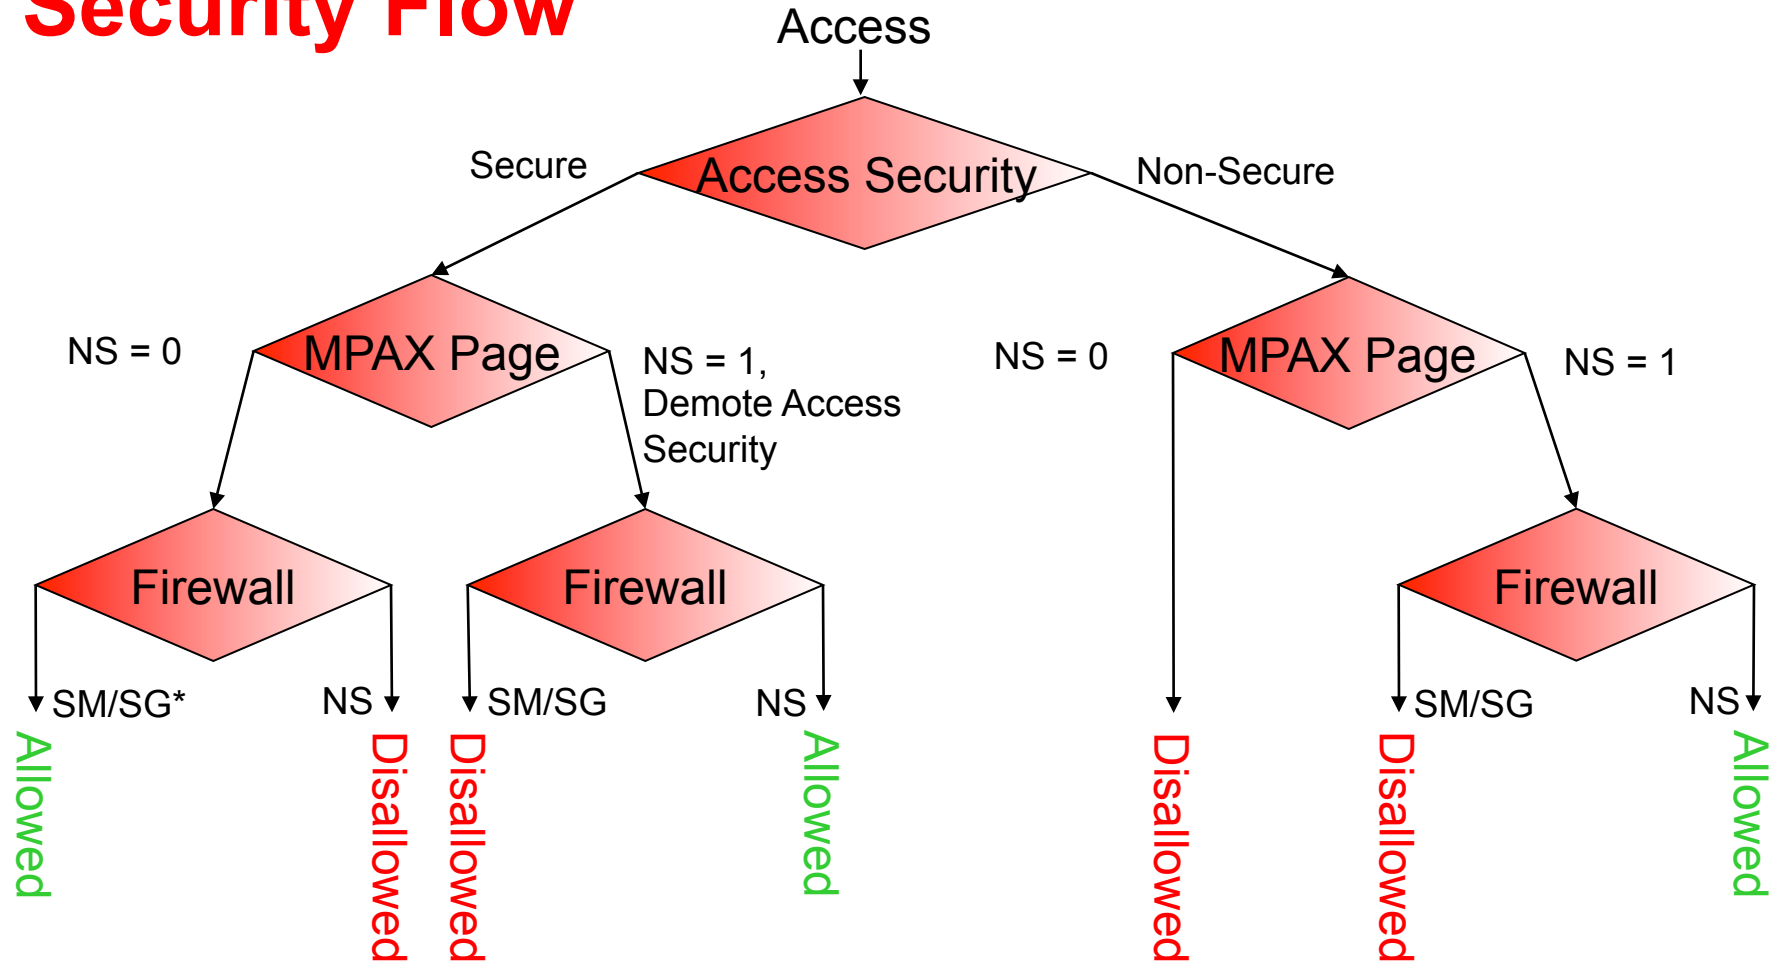 Security Flow
Access
Access Security
Secure
Non-Secure
MPAX Page
MPAX Page
NS = 0
NS = 1,
Demote Access
Security
NS = 0
NS = 1
Firewall
Firewall
Firewall
SM/SG*
NS
SM/SG
NS
SM/SG
NS
Allowed
Disallowed
Disallowed
Allowed
Disallowed
Disallowed
Allowed